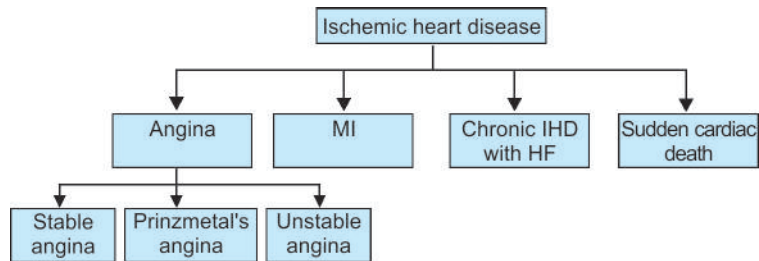 Ischemic heart disease
Angina
MI
Chronic IHD
with HF
Sudden cardiac
death
Stable
angina
Prinzmetal's
angina
Unstable
angina